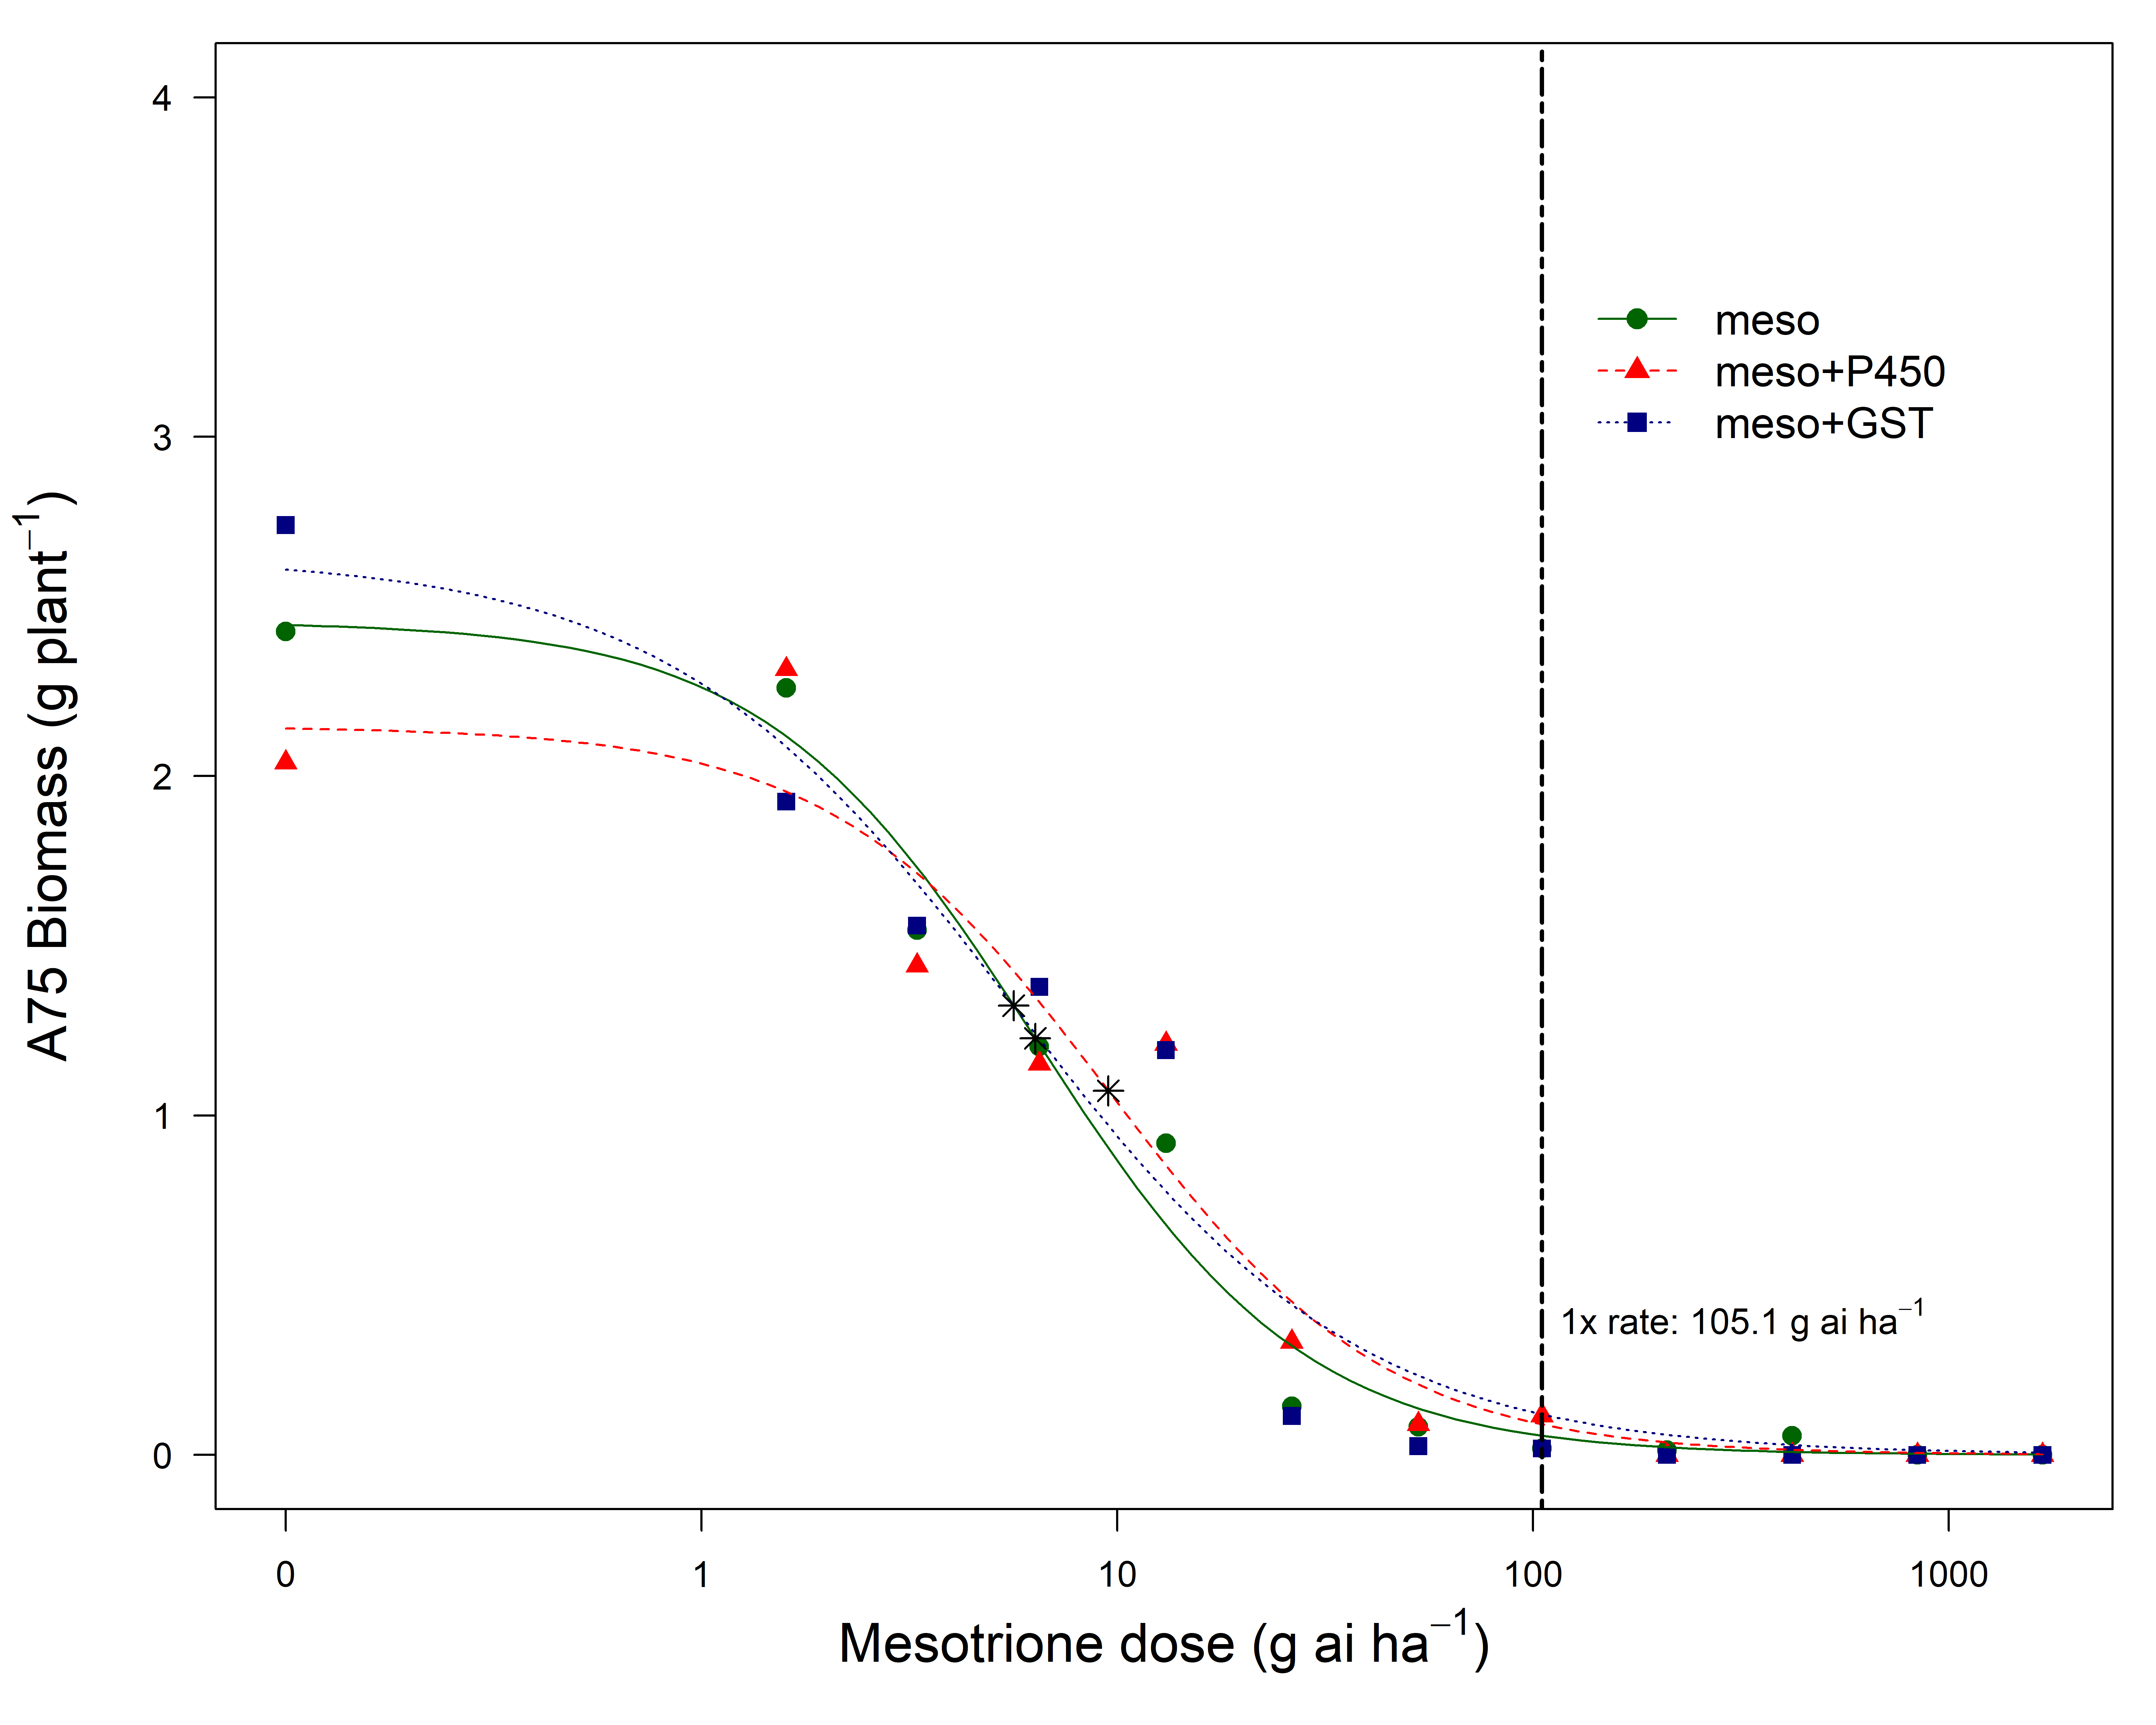 A75 Biomass (g plant⁻¹)
4
3
2
1
0
meso
meso+P450
meso+GST
1x rate: 105.1 g ai ha⁻¹
0 1 10 100 1000
Mesotrione dose (g ai ha⁻¹)